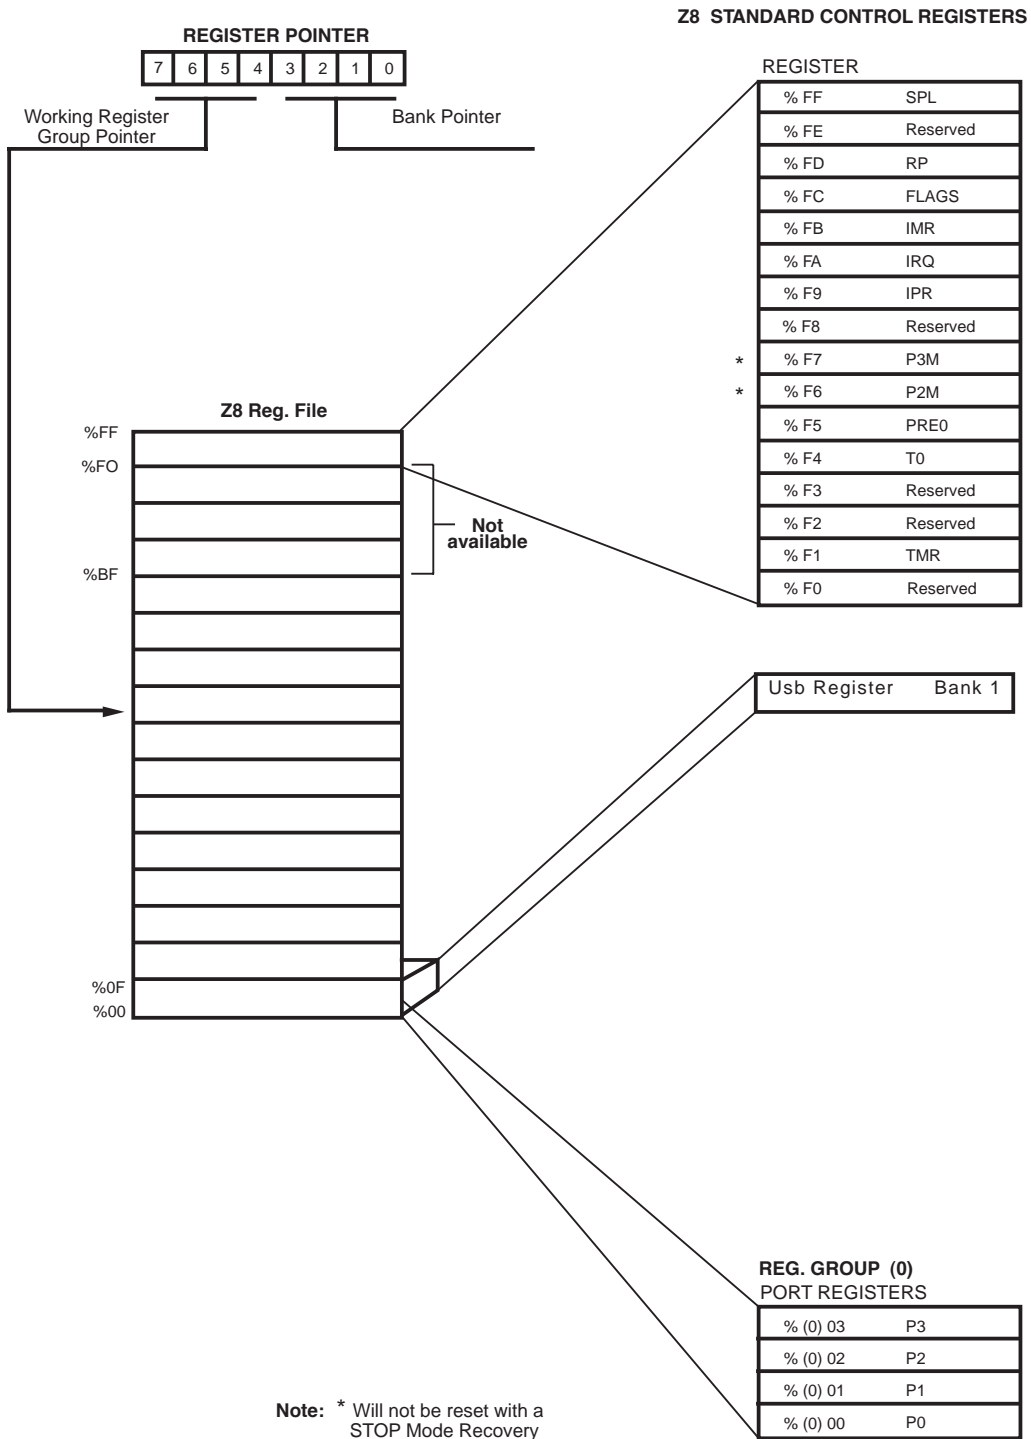 Z8 STANDARD CONTROL REGISTERS
REGISTER POINTER
7 6 5 4 3 2 1 0
Working Register
Group Pointer
Bank Pointer
REGISTER
% FF SPL
% FE Reserved
% FD RP
% FC FLAGS
% FB IMR
% FA IRQ
% F9 IPR
% F8 Reserved
* % F7 P3M
* % F6 P2M
% F5 PRE0
% F4 T0
% F3 Reserved
% F2 Reserved
% F1 TMR
% F0 Reserved
Z8 Reg. File
%FF
%FO
Not
available
%BF
Usb Register Bank 1
%0F
%00
REG. GROUP (0)
PORT REGISTERS
% (0) 03 P3
% (0) 02 P2
% (0) 01 P1
% (0) 00 P0
Note: * Will not be reset with a
STOP Mode Recovery